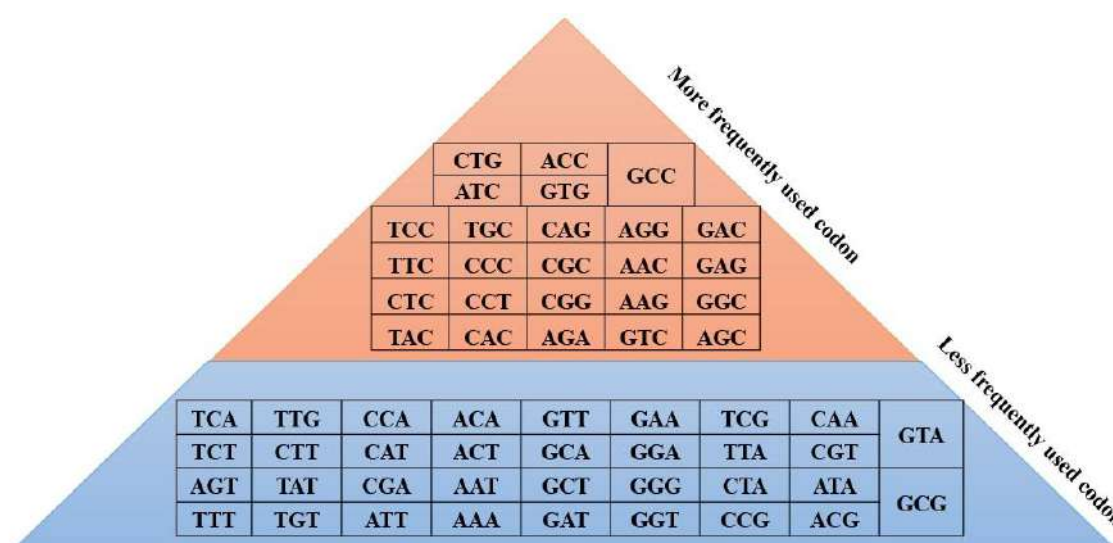 More frequently used codon
CTG ACC GCC
ATC GTG
TCC TGC CAG AGG GAC
TTC CCC CGC AAC GAG
CTC CCT CGG AAG GGC
TAC CAC AGA GTC AGC
Less frequently used codon
TCA TTG CCA ACA GTT GAA TCG CAA GTA
TCT CTT CAT ACT GCA GGA TTA CGT
AGT TAT CGA AAT GCT GGG CTA ATA GCG
TTT TGT ATT AAA GAT GGT CCG ACG